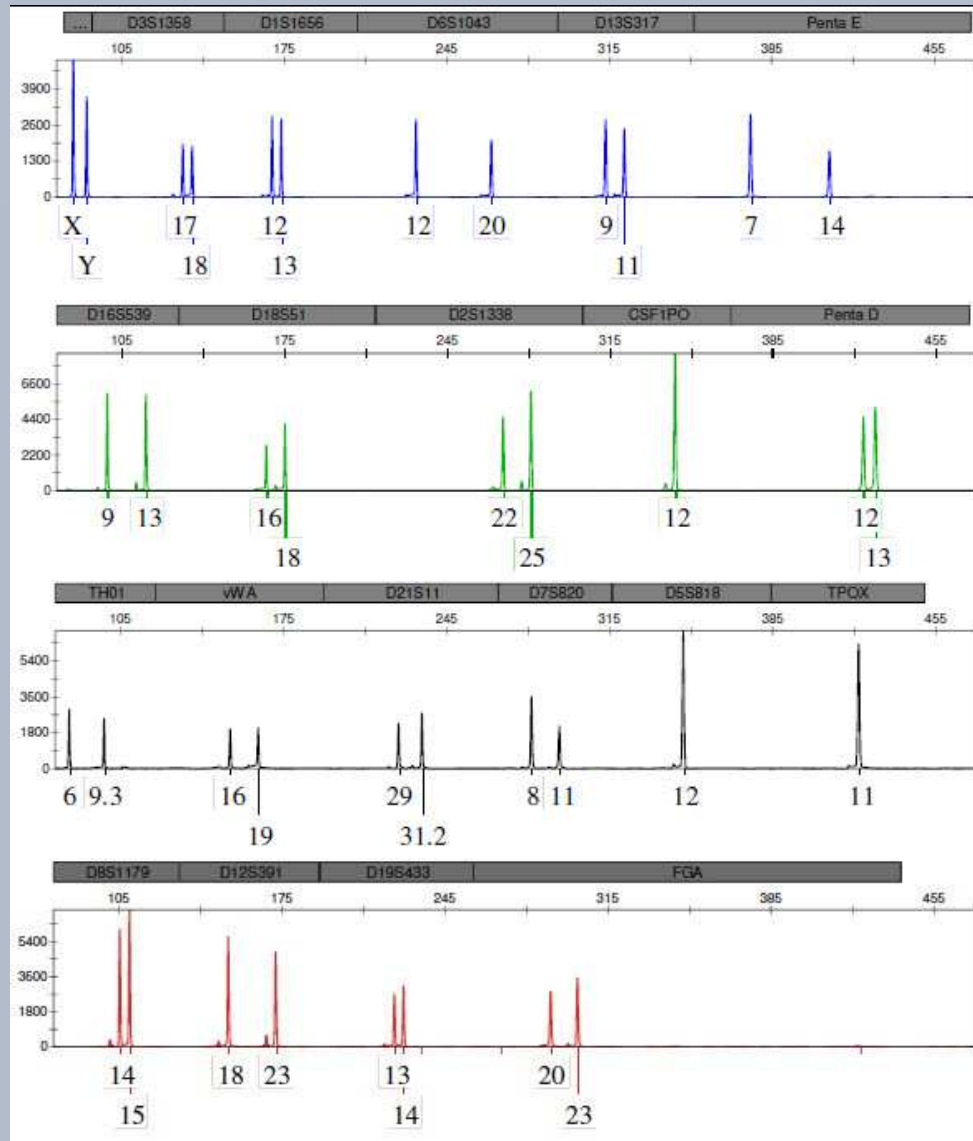 ... D3S1358 D1S1656 D6S1043 D13S317 Penta E
105 175 245 315 385 455
3900
2600
1300
0
X 17 12 12 20 9 7 14
Y 18 13 11
D16S539 D18S51 D2S1338 CSF1PO Penta D
105 175 245 315 385 455
6600
4400
2200
0
9 13 16 22 12 12
18 25 13
TH01 vWA D21S11 D7S820 D5S818 TPOX
105 175 245 315 385 455
5400
3600
1800
0
6 9.3 16 29 8 11 12 11
19 31.2
D8S1179 D12S391 D19S433 FGA
105 175 245 315 385 455
5400
3600
1800
0
14 18 23 13 20
15 14 23